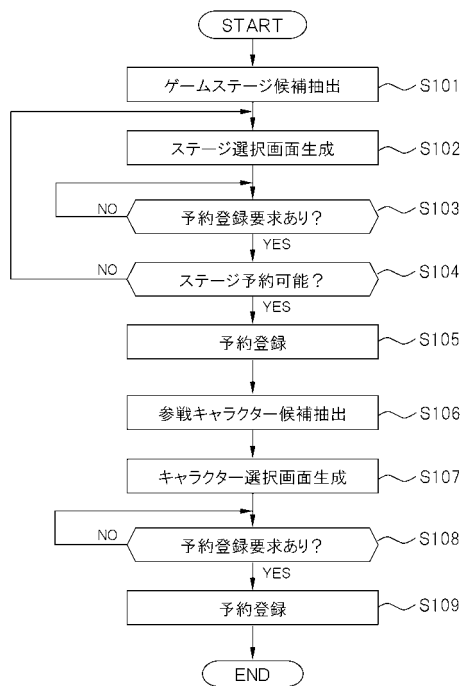 START
ゲームステージ候補抽出
S101
ステージ選択画面生成
S102
予約登録要求あり?
S103
NO
YES
ステージ予約可能?
S104
NO
YES
予約登録
S105
参戦キャラクター候補抽出
S106
キャラクター選択画面生成
S107
予約登録要求あり?
S108
NO
YES
予約登録
S109
END